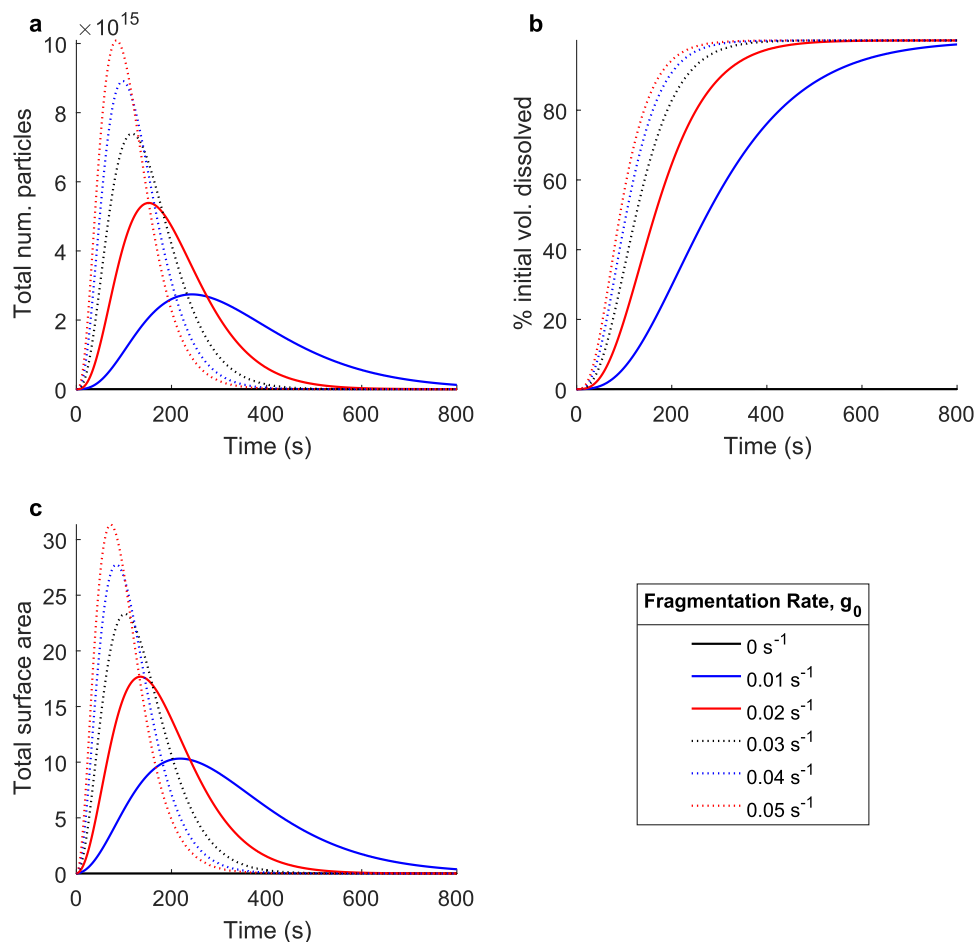 a
× 10^15
10
8
6
4
2
0
Total num. particles
0 200 400 600 800
Time (s)
b
80
60
40
20
0
% initial vol. dissolved
0 200 400 600 800
Time (s)
c
30
25
20
15
10
5
0
Total surface area
0 200 400 600 800
Time (s)
Fragmentation Rate, g_0
0 s^-1
0.01 s^-1
0.02 s^-1
0.03 s^-1
0.04 s^-1
0.05 s^-1